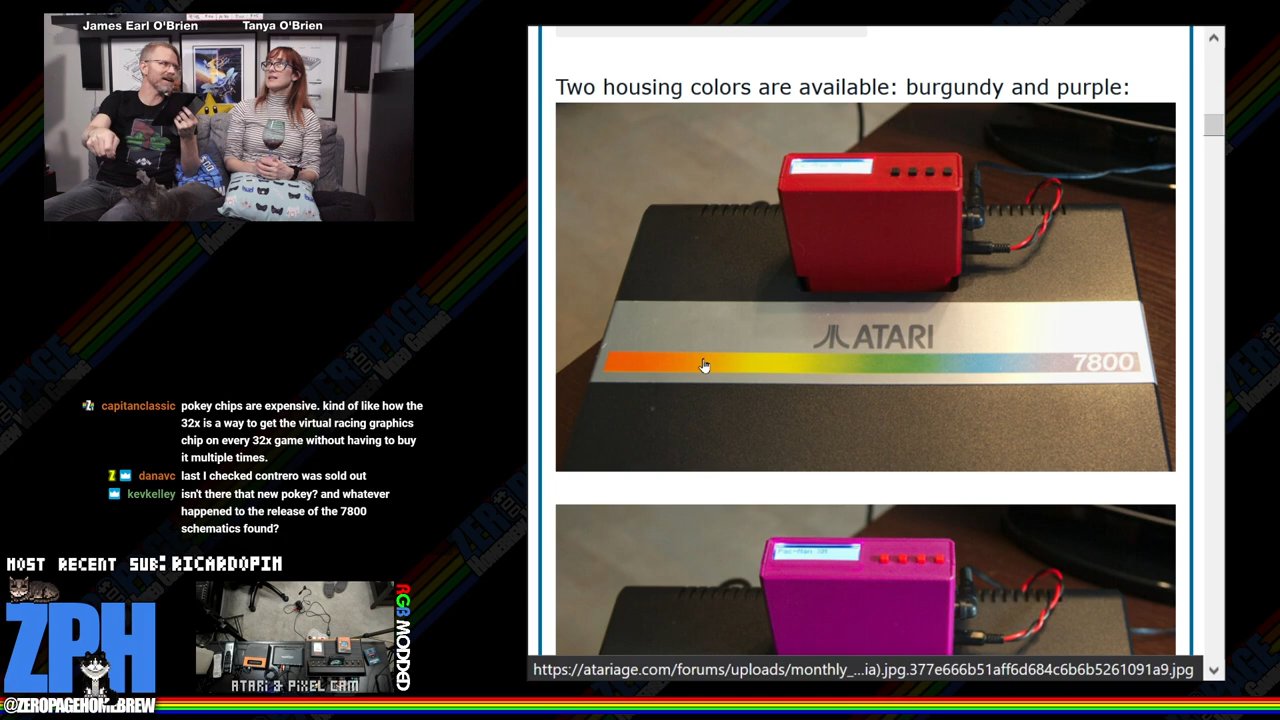 James Earl O'Brien
Tanya O'Brien
Two housing colors are available: burgundy and purple:
ATARI
7800
Pac-Man XM
https://atariage.com/forums/uploads/monthly_...ia).jpg.377e666b51aff6d684c6b6b5261091a9.jpg
capitanclassic pokey chips are expensive. kind of like how the
32x is a way to get the virtual racing graphics
chip on every 32x game without having to buy
it multiple times.
danavc last I checked contrero was sold out
kevkelley isn't there that new pokey? and whatever
happened to the release of the 7800
schematics found?
MOST RECENT SUB: RICARDOPIM
ZPH
RGB MODDED
ATARI & PIXEL CAM
@ZEROPAGEHOMEBREW